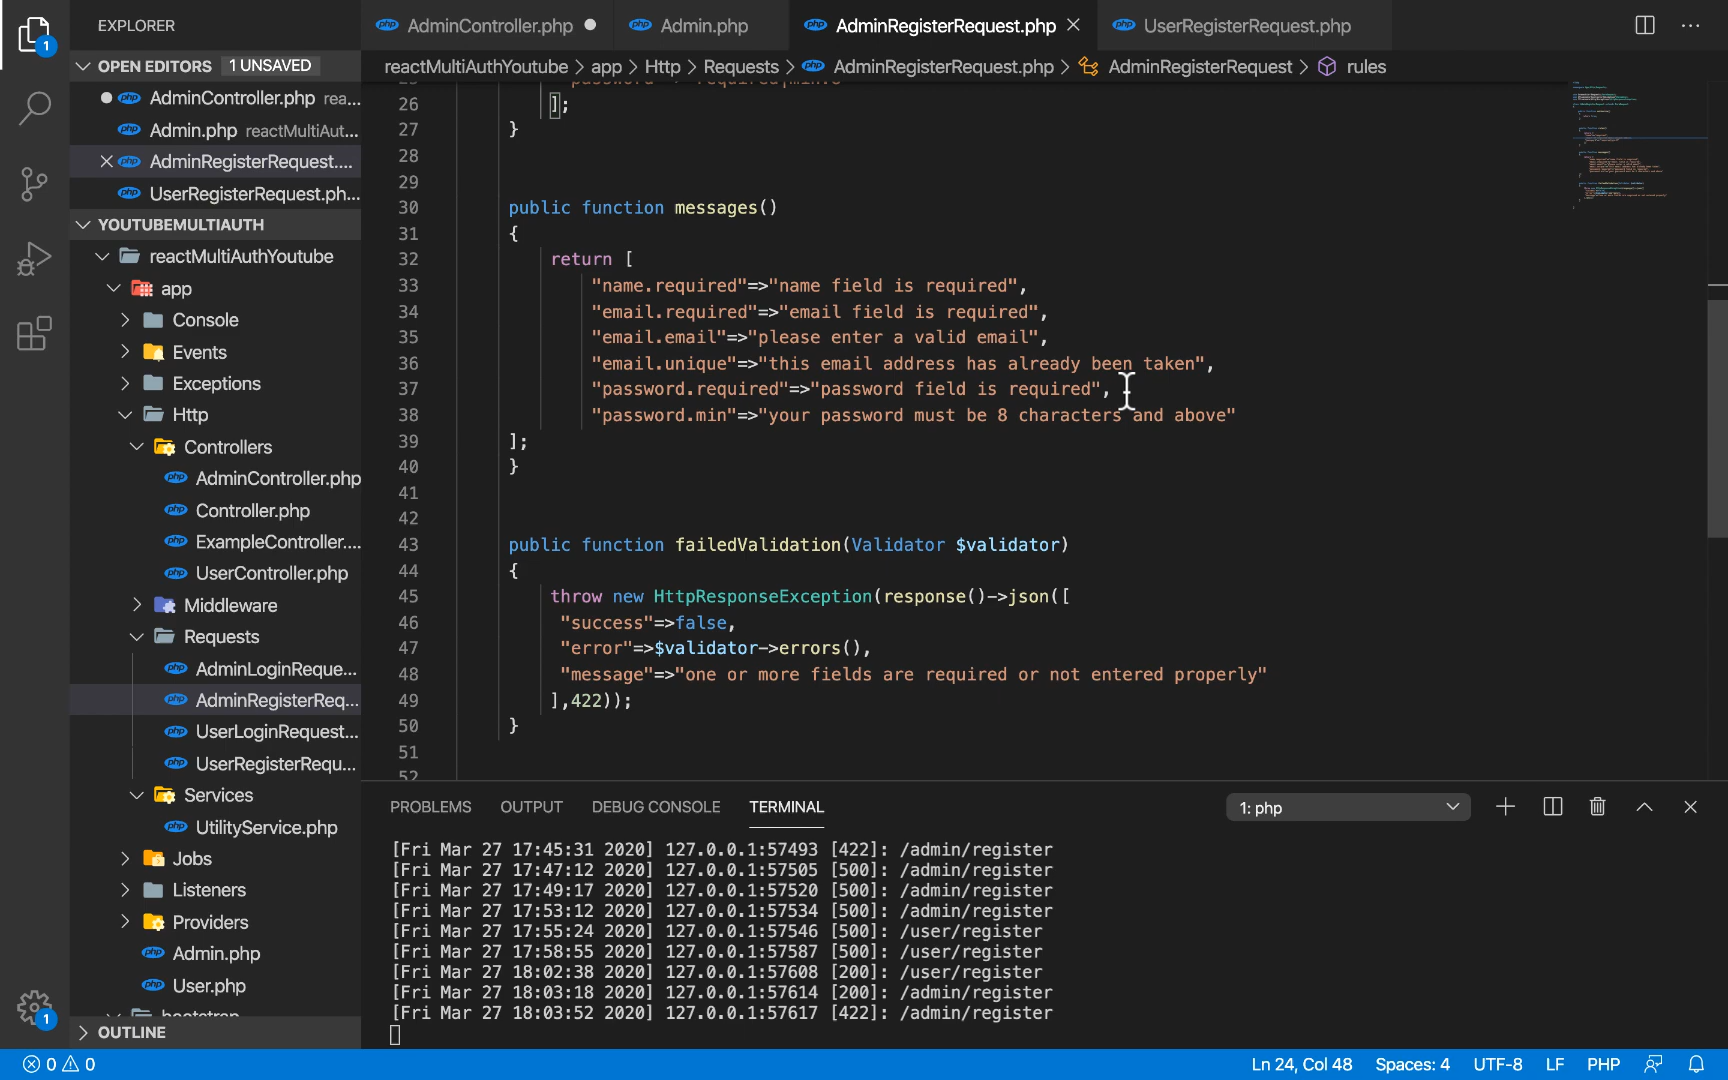 1
EXPLORER
OPEN EDITORS 1 UNSAVED
AdminController.php rea...
Admin.php reactMultiAut...
AdminRegisterRequest....
UserRegisterRequest.ph...
YOUTUBEMULTIAUTH
reactMultiAuthYoutube
app
Console
Events
Exceptions
Http
Controllers
AdminController.php
Controller.php
ExampleController....
UserController.php
Middleware
Requests
AdminLoginReque...
AdminRegisterReq...
UserLoginRequest...
UserRegisterRequ...
Services
UtilityService.php
Jobs
Listeners
Providers
Admin.php
User.php
bootstrap
OUTLINE
1
AdminController.php
Admin.php
AdminRegisterRequest.php
UserRegisterRequest.php
reactMultiAuthYoutube > app > Http > Requests > AdminRegisterRequest.php > AdminRegisterRequest > rules
26 ];
27 }
28
29
30 public function messages()
31 {
32 return [
33 "name.required"=>"name field is required",
34 "email.required"=>"email field is required",
35 "email.email"=>"please enter a valid email",
36 "email.unique"=>"this email address has already been taken",
37 "password.required"=>"password field is required",
38 "password.min"=>"your password must be 8 characters and above"
39 ];
40 }
41
42
43 public function failedValidation(Validator $validator)
44 {
45 throw new HttpResponseException(response()->json([
46 "success"=>false,
47 "error"=>$validator->errors(),
48 "message"=>"one or more fields are required or not entered properly"
49 ],422));
50 }
51
52
PROBLEMS OUTPUT DEBUG CONSOLE TERMINAL
1: php
[Fri Mar 27 17:45:31 2020] 127.0.0.1:57493 [422]: /admin/register
[Fri Mar 27 17:47:12 2020] 127.0.0.1:57505 [500]: /admin/register
[Fri Mar 27 17:49:17 2020] 127.0.0.1:57520 [500]: /admin/register
[Fri Mar 27 17:53:12 2020] 127.0.0.1:57534 [500]: /admin/register
[Fri Mar 27 17:55:24 2020] 127.0.0.1:57546 [500]: /user/register
[Fri Mar 27 17:58:55 2020] 127.0.0.1:57587 [500]: /user/register
[Fri Mar 27 18:02:38 2020] 127.0.0.1:57608 [200]: /user/register
[Fri Mar 27 18:03:18 2020] 127.0.0.1:57614 [200]: /admin/register
[Fri Mar 27 18:03:52 2020] 127.0.0.1:57617 [422]: /admin/register
0 0
Ln 24, Col 48 Spaces: 4 UTF-8 LF PHP